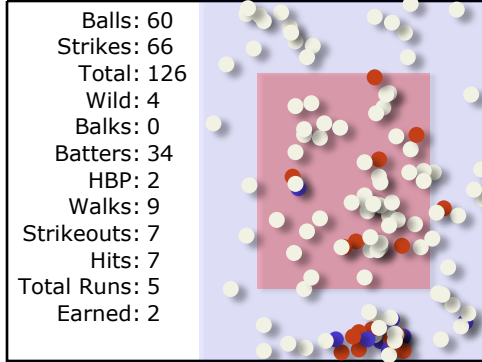 Balls: 60
Strikes: 66
Total: 126
Wild: 4
Balks: 0
Batters: 34
HBP: 2
Walks: 9
Strikeouts: 7
Hits: 7
Total Runs: 5
Earned: 2